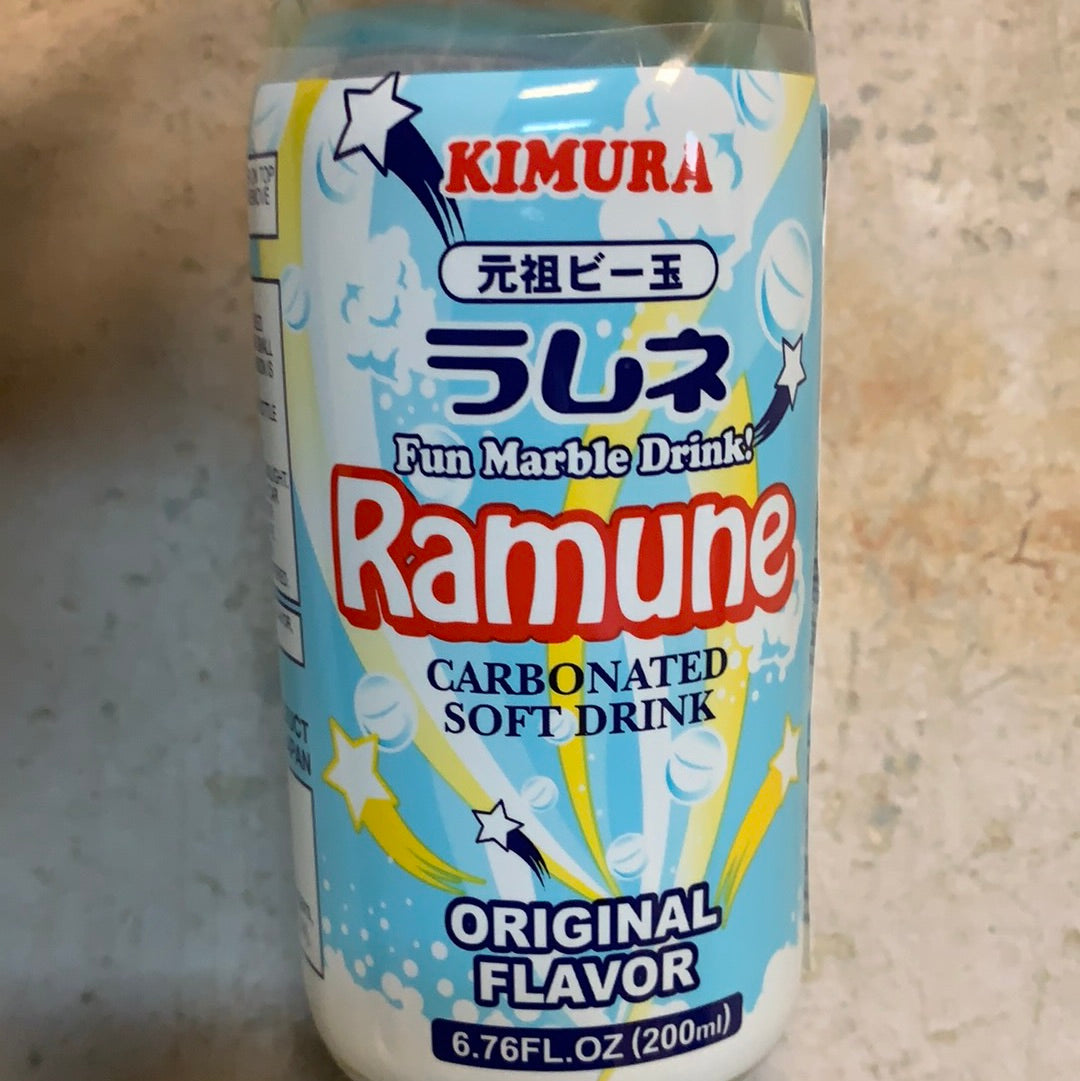 KIMURA
元祖ビー玉
ラムネ
Fun Marble Drink!
Ramune
CARBONATED
SOFT DRINK
ORIGINAL
FLAVOR
6.76FL.OZ (200ml)